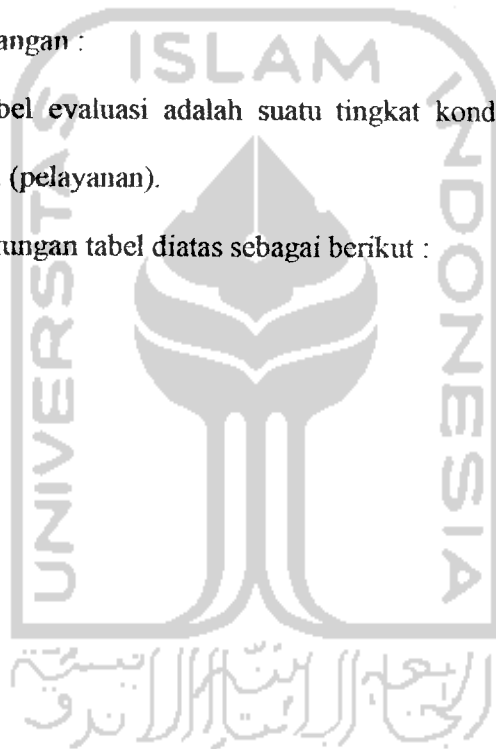 angan :
bel evaluasi adalah suatu tingkat kond
(pelayanan).
ungan tabel diatas sebagai berikut :
ISLAM
UNIVERSITAS
INDONESIA